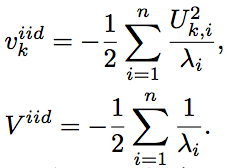 $v_k^{iid} = -\frac{1}{2} \sum_{i=1}^{n} \frac{U_{k,i}^2}{\lambda_i},$
$V^{iid} = -\frac{1}{2} \sum_{i=1}^{n} \frac{1}{\lambda_i}.$